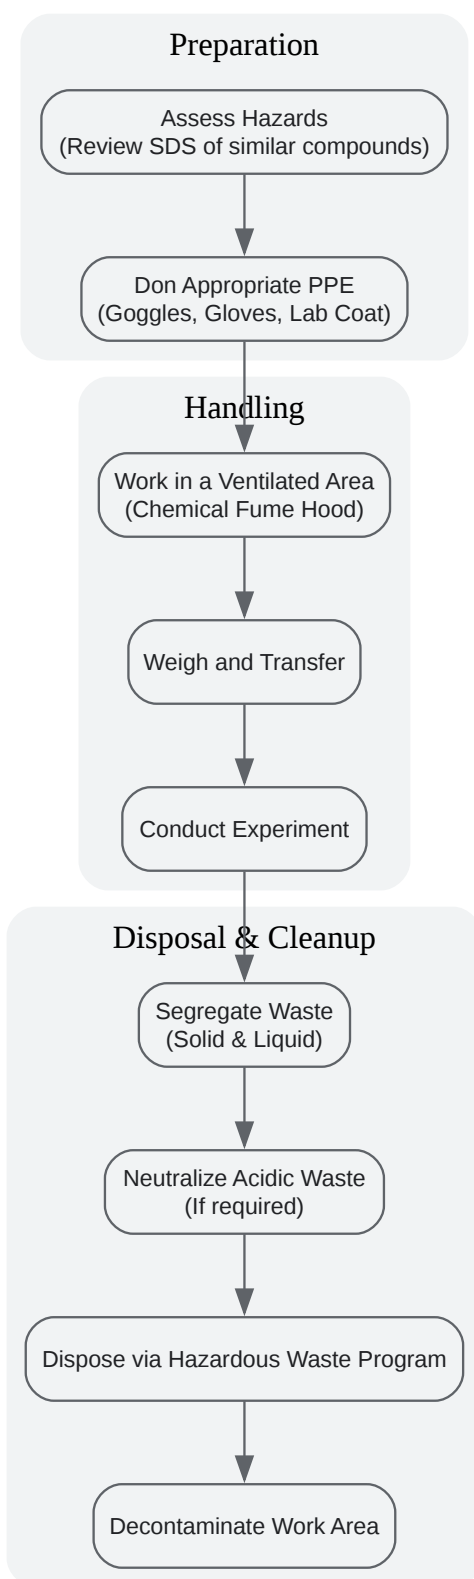 Preparation
Assess Hazards
(Review SDS of similar compounds)
Don Appropriate PPE
(Goggles, Gloves, Lab Coat)
Handling
Work in a Ventilated Area
(Chemical Fume Hood)
Weigh and Transfer
Conduct Experiment
Disposal & Cleanup
Segregate Waste
(Solid & Liquid)
Neutralize Acidic Waste
(If required)
Dispose via Hazardous Waste Program
Decontaminate Work Area